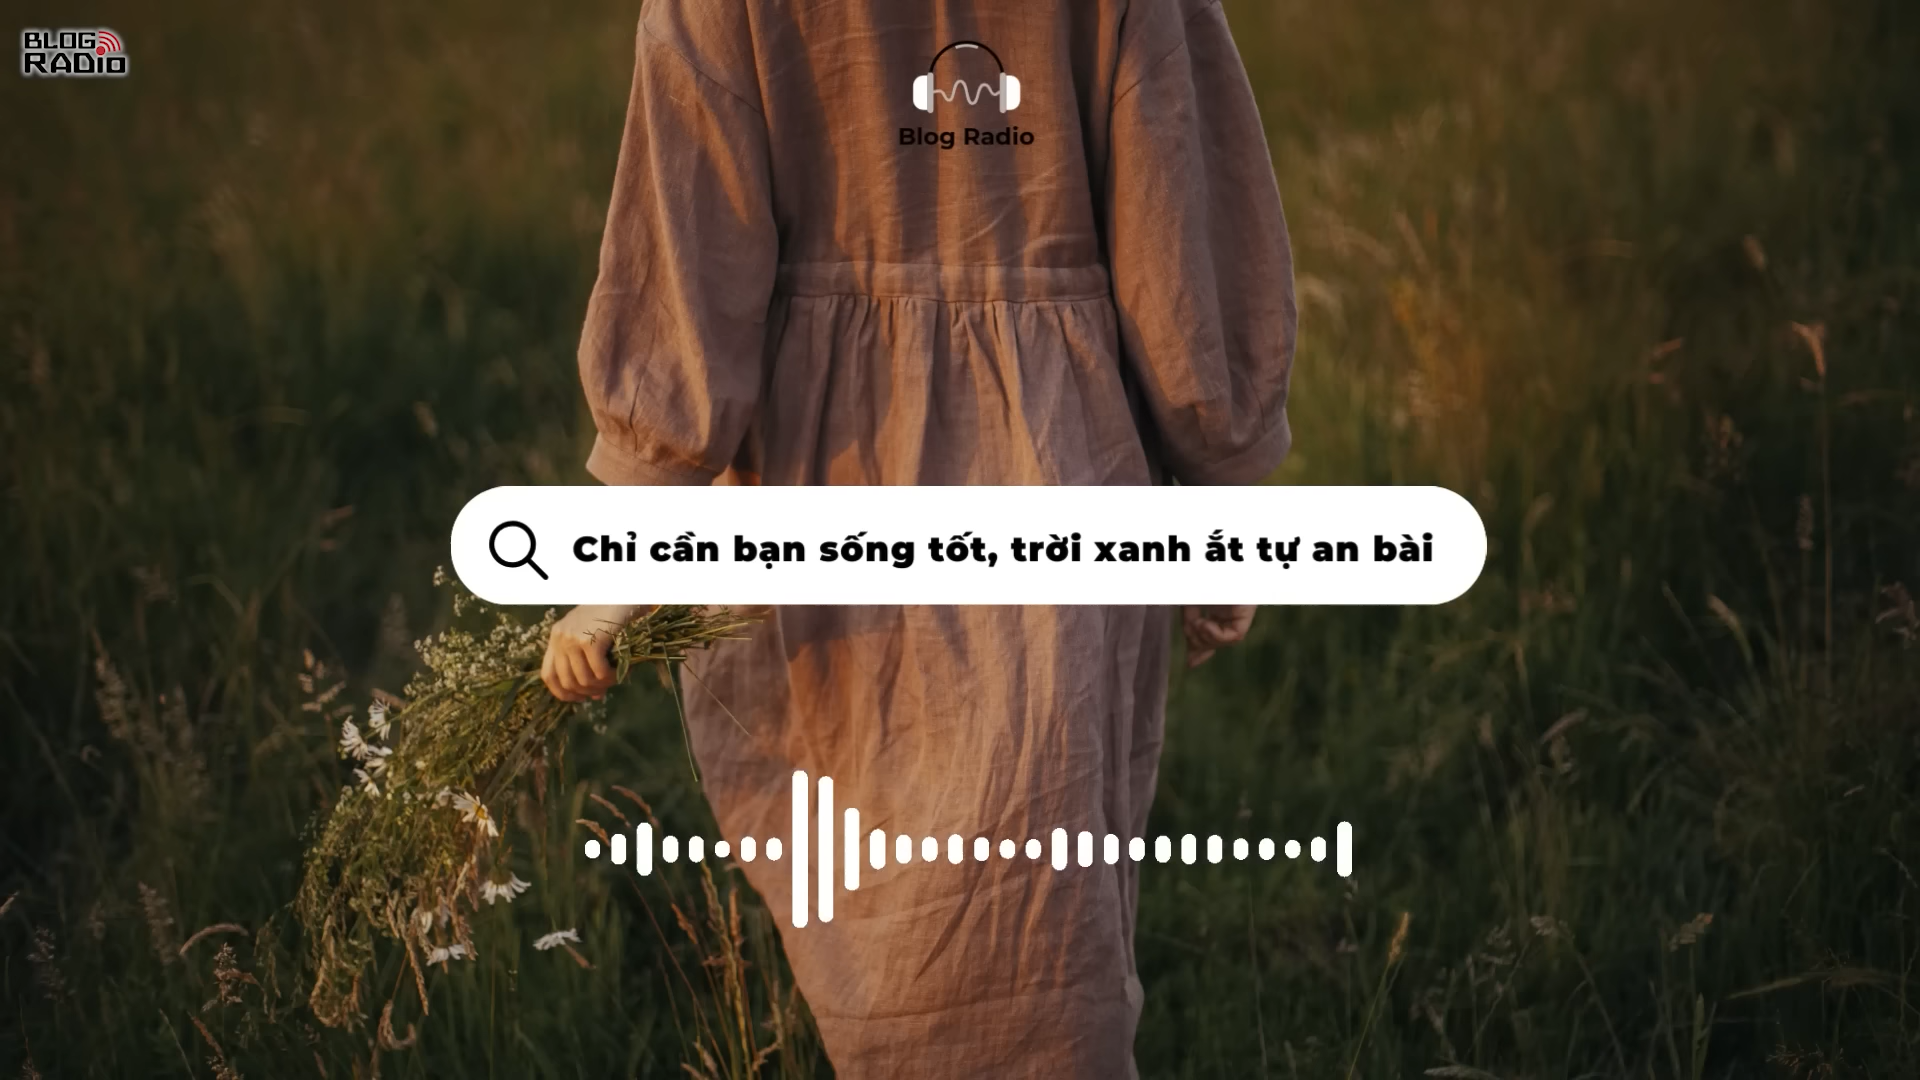 BLOG
RADIO
Blog Radio
Chỉ cần bạn sống tốt, trời xanh ắt tự an bài